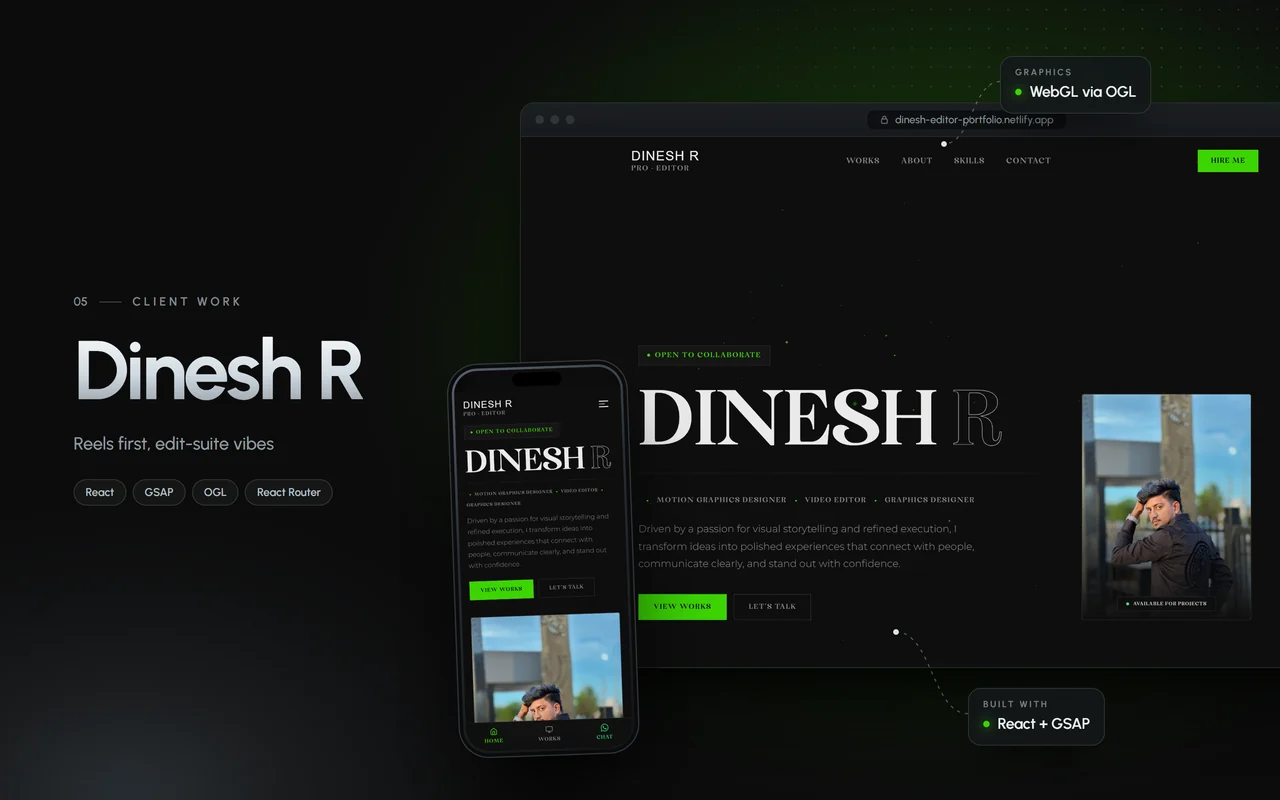 05 — CLIENT WORK
Dinesh R
Reels first, edit-suite vibes
React GSAP OGL React Router
GRAPHICS
WebGL via OGL
dinesh-editor-portfolio.netlify.app
DINESH R
PRO · EDITOR
WORKS ABOUT SKILLS CONTACT
HIRE ME
OPEN TO COLLABORATE
DINESH R
• MOTION GRAPHICS DESIGNER • VIDEO EDITOR • GRAPHICS DESIGNER
Driven by a passion for visual storytelling and refined execution, I
transform ideas into polished experiences that connect with people,
communicate clearly, and stand out with confidence.
VIEW WORKS LET'S TALK
AVAILABLE FOR PROJECTS
DINESH R
PRO · EDITOR
OPEN TO COLLABORATE
DINESH R
• MOTION GRAPHICS DESIGNER • VIDEO EDITOR •
GRAPHICS DESIGNER
Driven by a passion for visual storytelling and
refined execution, I transform ideas into
polished experiences that connect with
people, communicate clearly, and stand out
with confidence.
VIEW WORKS LET'S TALK
HOME WORKS CHAT
BUILT WITH
React + GSAP